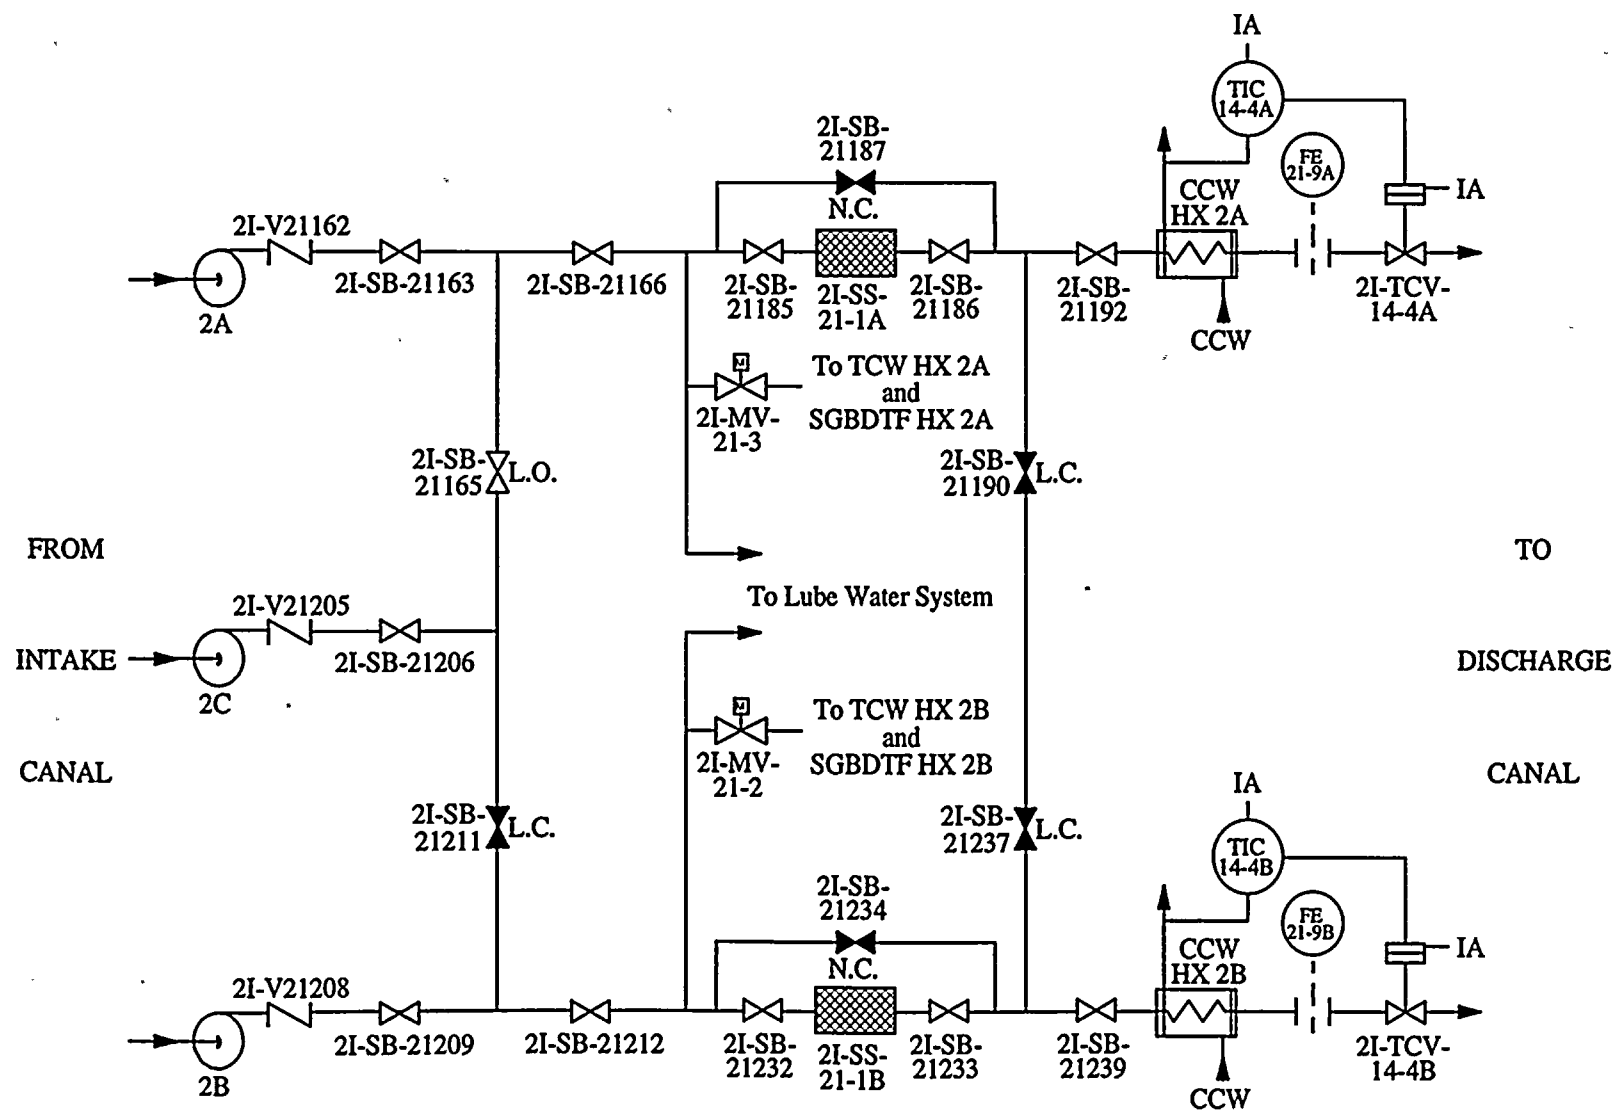 IA
TIC
14-4A
2I-SB-
21187
N.C.
FE
21-9A
CCW
HX 2A
IA
2I-V21162
2I-SB-21163
2I-SB-21166
2I-SB-
21185
2I-SS-
21-1A
2I-SB-
21186
2I-SB-
21192
2I-TCV-
14-4A
2A
CCW
M
To TCW HX 2A
and
SGBDTF HX 2A
2I-MV-
21-3
2I-SB-
21165
L.O.
2I-SB-
21190
L.C.
FROM
TO
To Lube Water System
2I-V21205
2I-SB-21206
INTAKE
DISCHARGE
2C
M
To TCW HX 2B
and
SGBDTF HX 2B
2I-MV-
21-2
CANAL
CANAL
2I-SB-
21211
L.C.
2I-SB-
21237
L.C.
IA
TIC
14-4B
2I-SB-
21234
N.C.
FE
21-9B
CCW
HX 2B
IA
2I-V21208
2I-SB-21209
2I-SB-21212
2I-SB-
21232
2I-SS-
21-1B
2I-SB-
21233
2I-SB-
21239
2I-TCV-
14-4B
2B
CCW